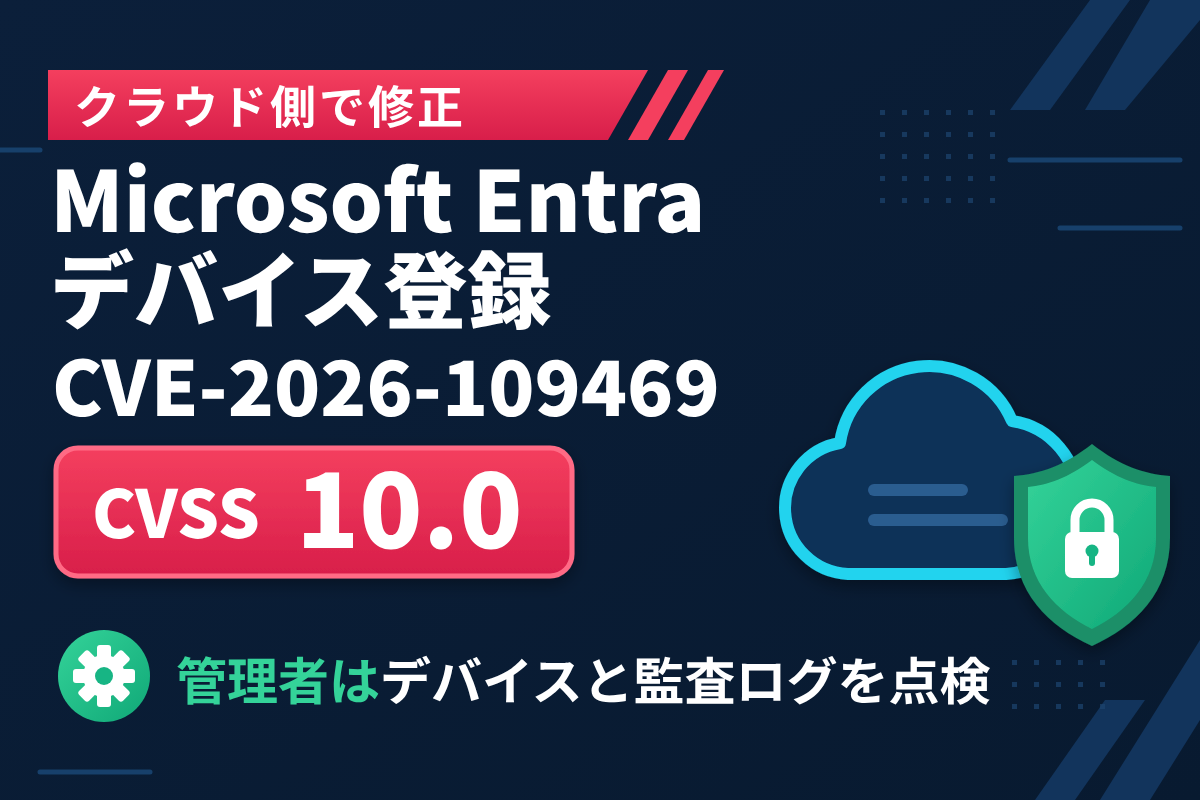 クラウド側で修正
Microsoft Entra
デバイス登録
CVE-2026-109469
CVSS 10.0
管理者はデバイスと監査ログを点検